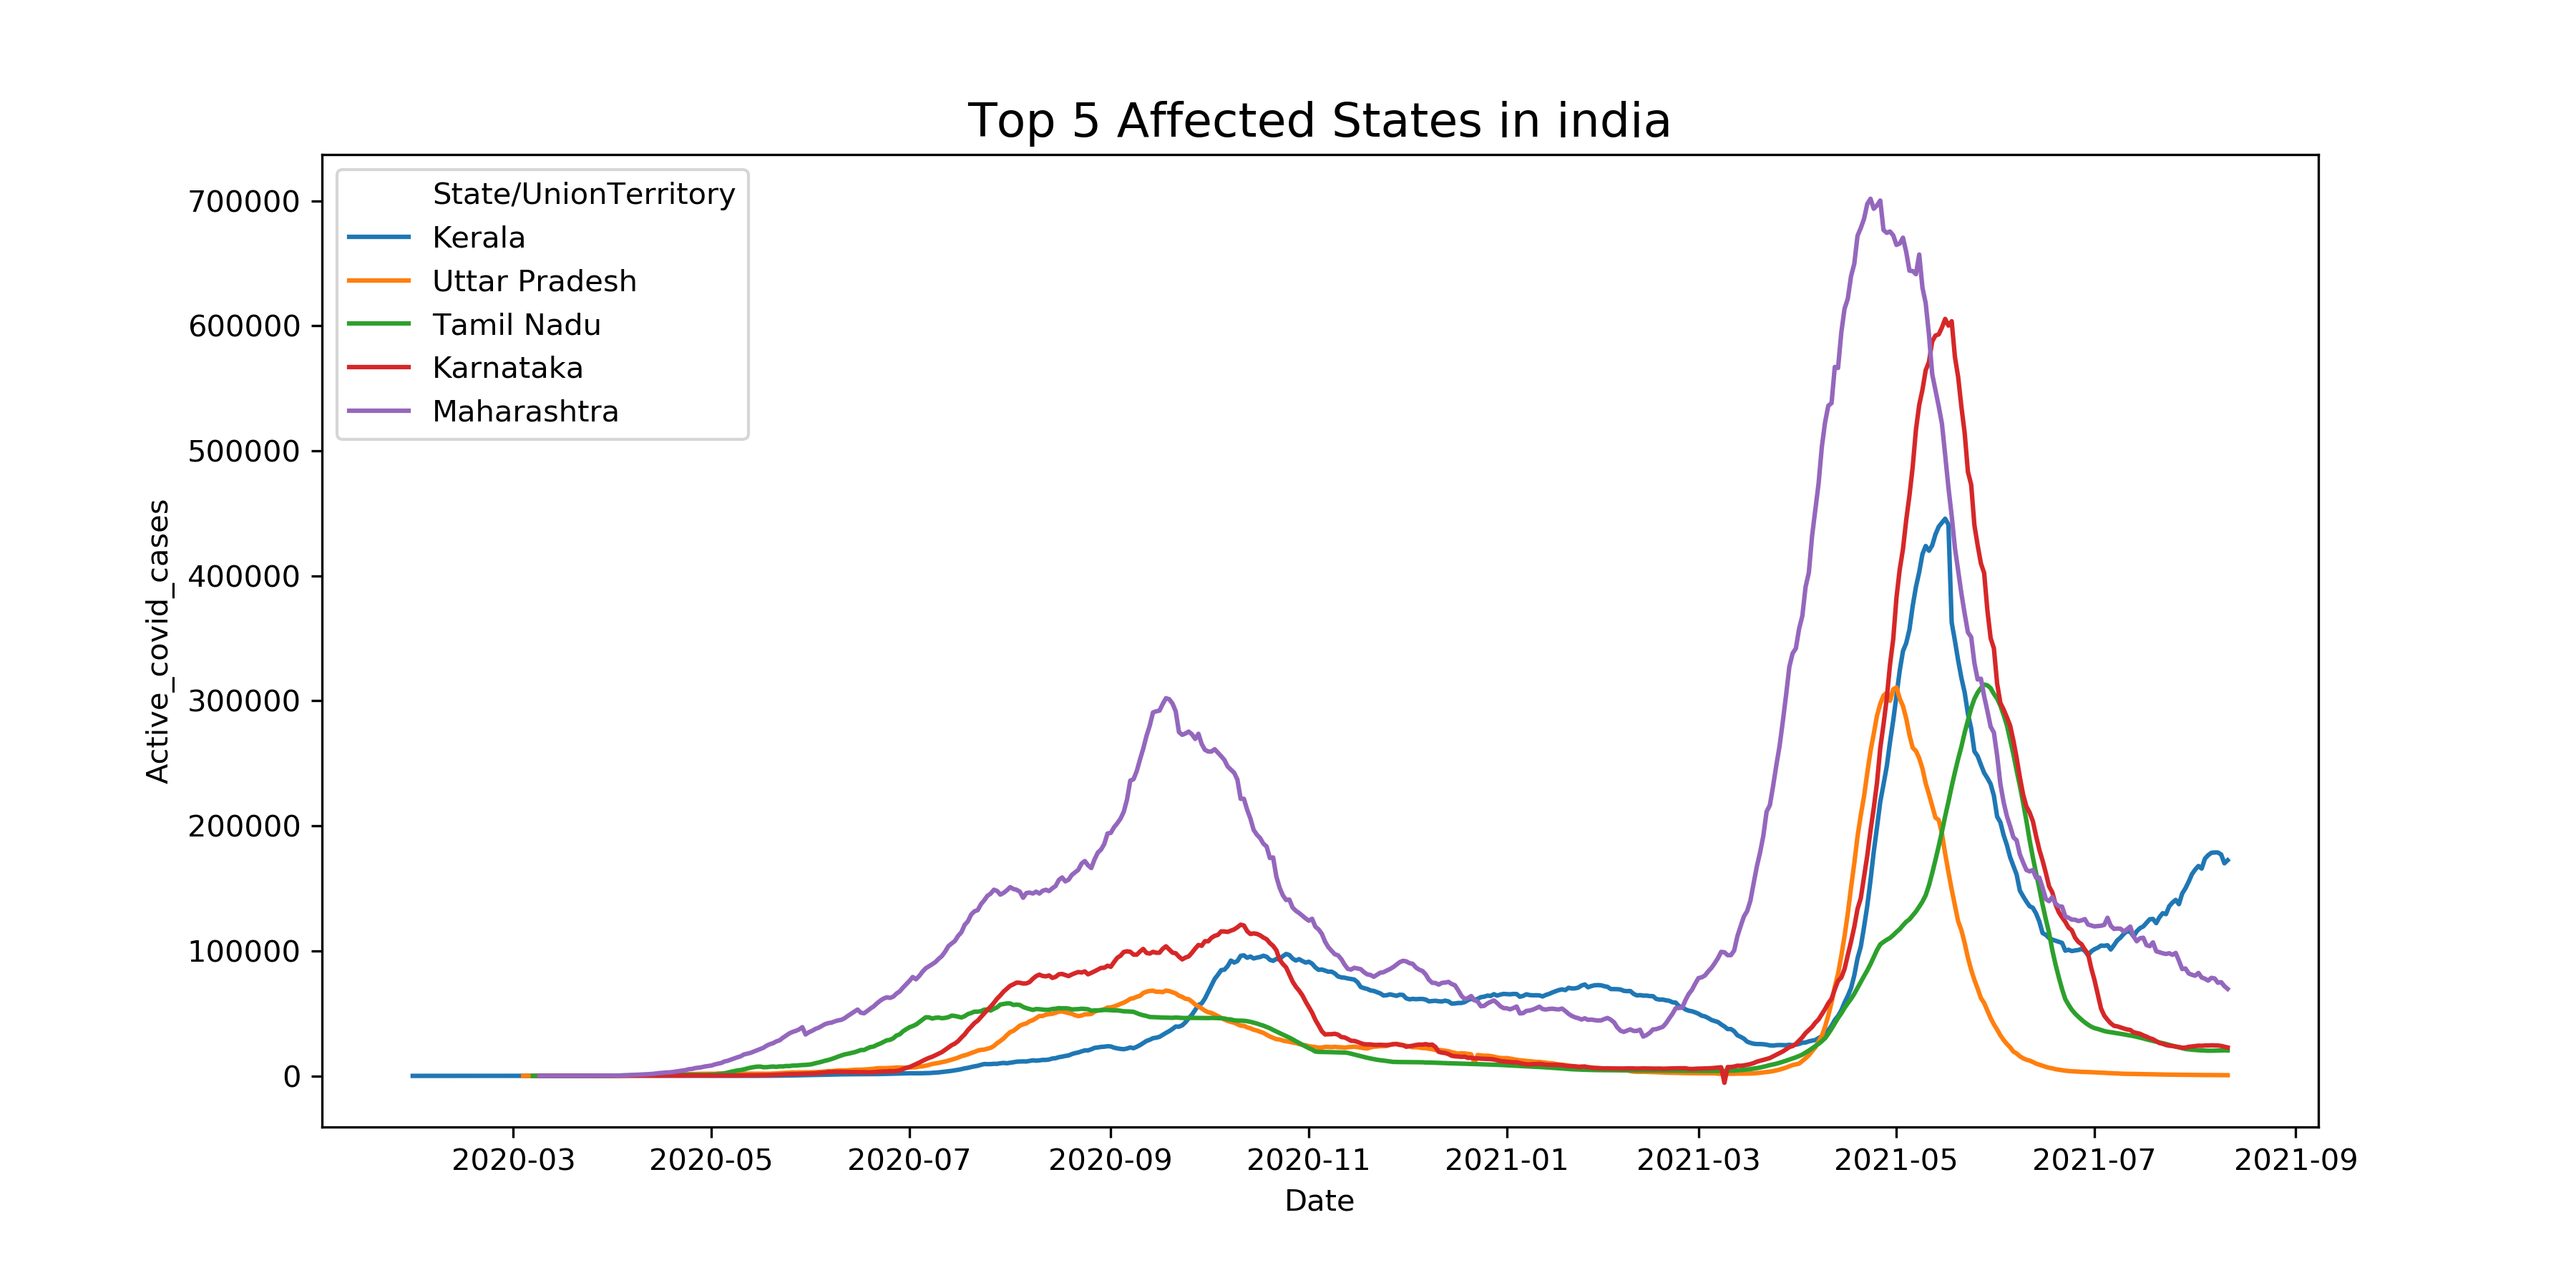 Top 5 Affected States in india
State/UnionTerritory
Kerala
Uttar Pradesh
Tamil Nadu
Karnataka
Maharashtra
Active_covid_cases
700000
600000
500000
400000
300000
200000
100000
0
2020-03 2020-05 2020-07 2020-09 2020-11 2021-01 2021-03 2021-05 2021-07 2021-09
Date